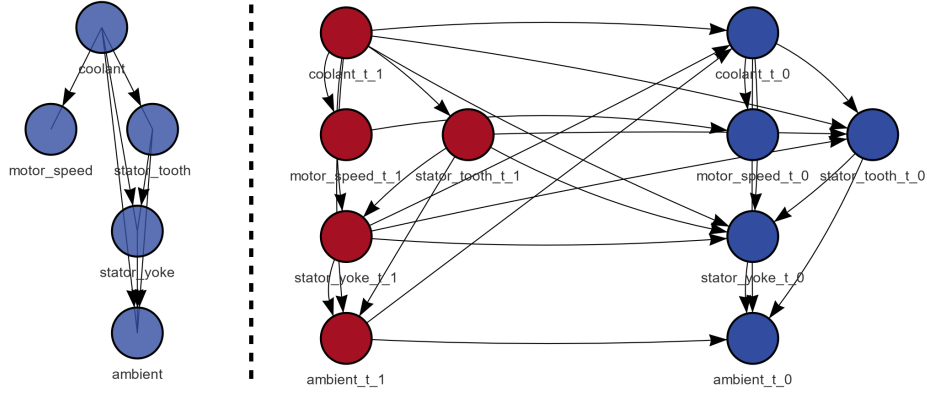 coolant
motor_speed
stator_tooth
stator_yoke
ambient
coolant_t_1
motor_speed_t_1
stator_tooth_t_1
stator_yoke_t_1
ambient_t_1
coolant_t_0
motor_speed_t_0
stator_tooth_t_0
stator_yoke_t_0
ambient_t_0